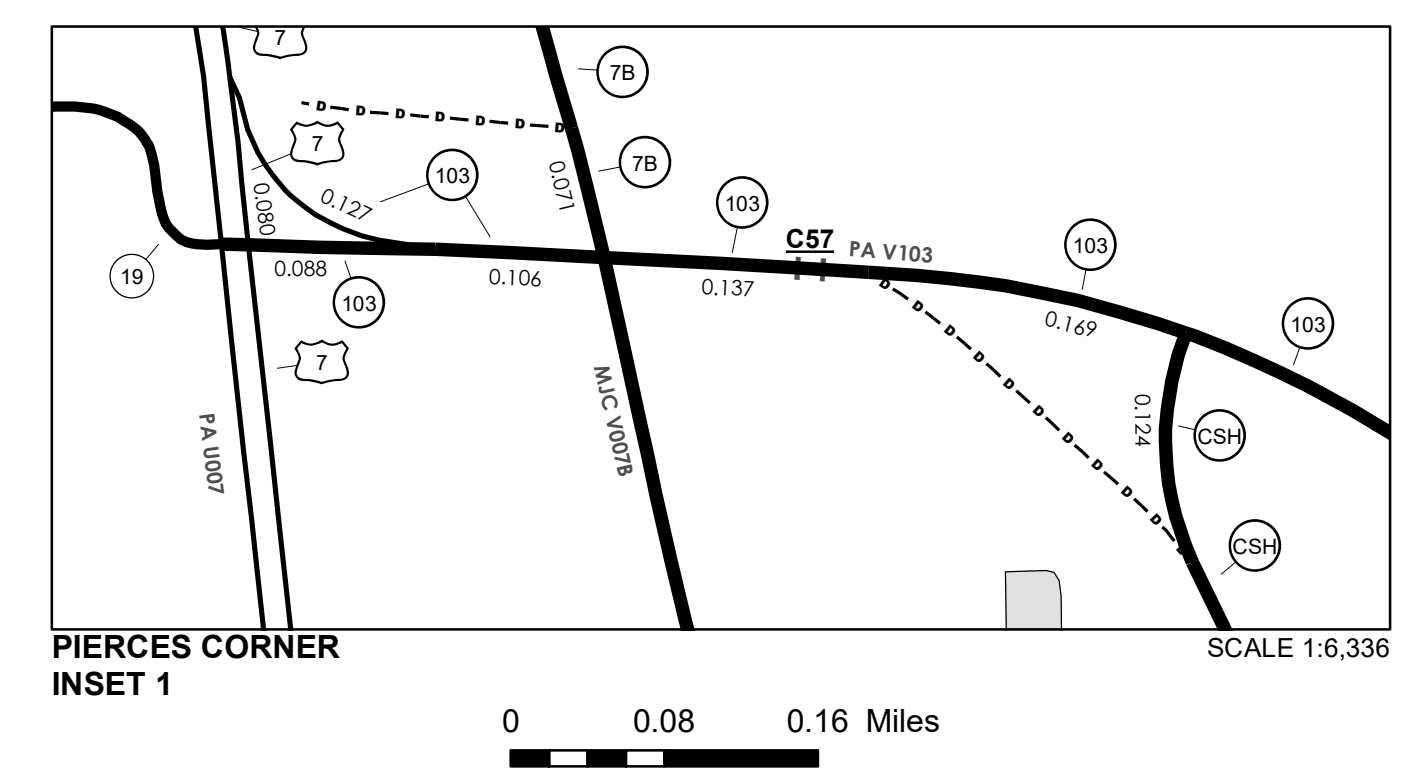 7
7B
D D D D D D D
7
7B
103
0.071
0.127
0.080
103
C57
PA V103
103
19
0.088
0.106
0.137
103
0.169
103
7
MJC V007B
PA U007
D D D D D D D D D D
0.124
CSH
CSH
PIERCES CORNER
INSET 1
SCALE 1:6,336
0 0.08 0.16 Miles